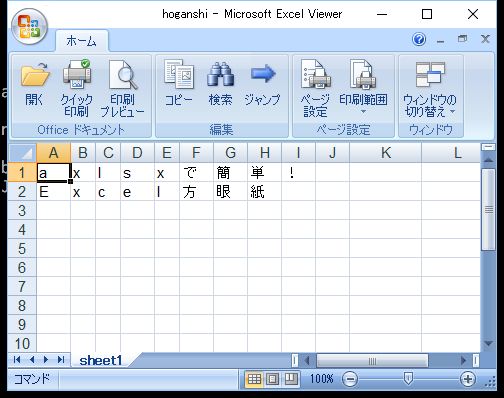 hoganshi - Microsoft Excel Viewer
ホーム
開く クイック印刷 印刷プレビュー コピー 検索 ジャンプ ページ設定 印刷範囲 ウィンドウの切り替え
Office ドキュメント 編集 ページ設定 ウィンドウ
A B C D E F G H I J K L
1 a x l s x で 簡 単 !
2 E x c e l 方 眼 紙
3
4
5
6
7
8
9
10
sheet1
コマンド 100%